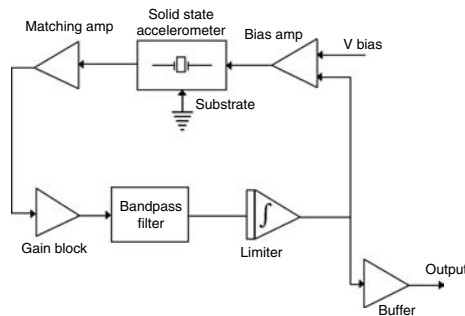 Solid state
accelerometer
Matching amp
Bias amp
V bias
Substrate
Bandpass
filter
∫
Gain block
Limiter
Output
Buffer